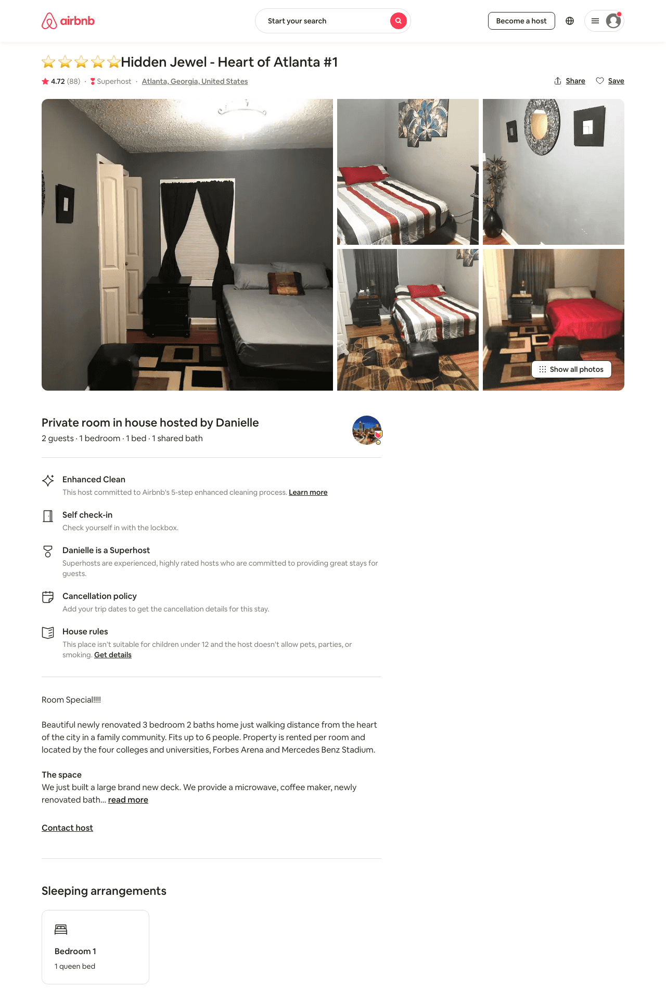 airbnb
Start your search
Become a host
⭐⭐⭐⭐⭐Hidden Jewel - Heart of Atlanta #1
4.72 (88) · Superhost · Atlanta, Georgia, United States
Share
Save
Show all photos
Private room in house hosted by Danielle
2 guests · 1 bedroom · 1 bed · 1 shared bath
Enhanced Clean
This host committed to Airbnb's 5-step enhanced cleaning process. Learn more
Self check-in
Check yourself in with the lockbox.
Danielle is a Superhost
Superhosts are experienced, highly rated hosts who are committed to providing great stays for
guests.
Cancellation policy
Add your trip dates to get the cancellation details for this stay.
House rules
This place isn’t suitable for children under 12 and the host doesn’t allow pets, parties, or
smoking. Get details
Room Special!!!!
Beautiful newly renovated 3 bedroom 2 baths home just walking distance from the heart
of the city in a family community. Fits up to 6 people. Property is rented per room and
located by the four colleges and universities, Forbes Arena and Mercedes Benz Stadium.
The space
We just built a large brand new deck. We provide a microwave, coffee maker, newly
renovated bath... read more
Contact host
Sleeping arrangements
Bedroom 1
1 queen bed